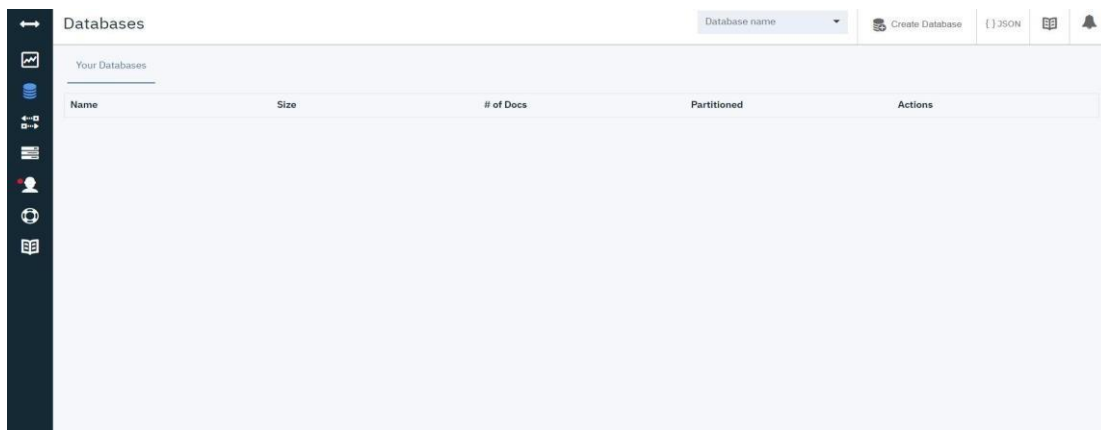 Databases
Database name
Create Database
{ } JSON
Your Databases
Name Size # of Docs Partitioned Actions